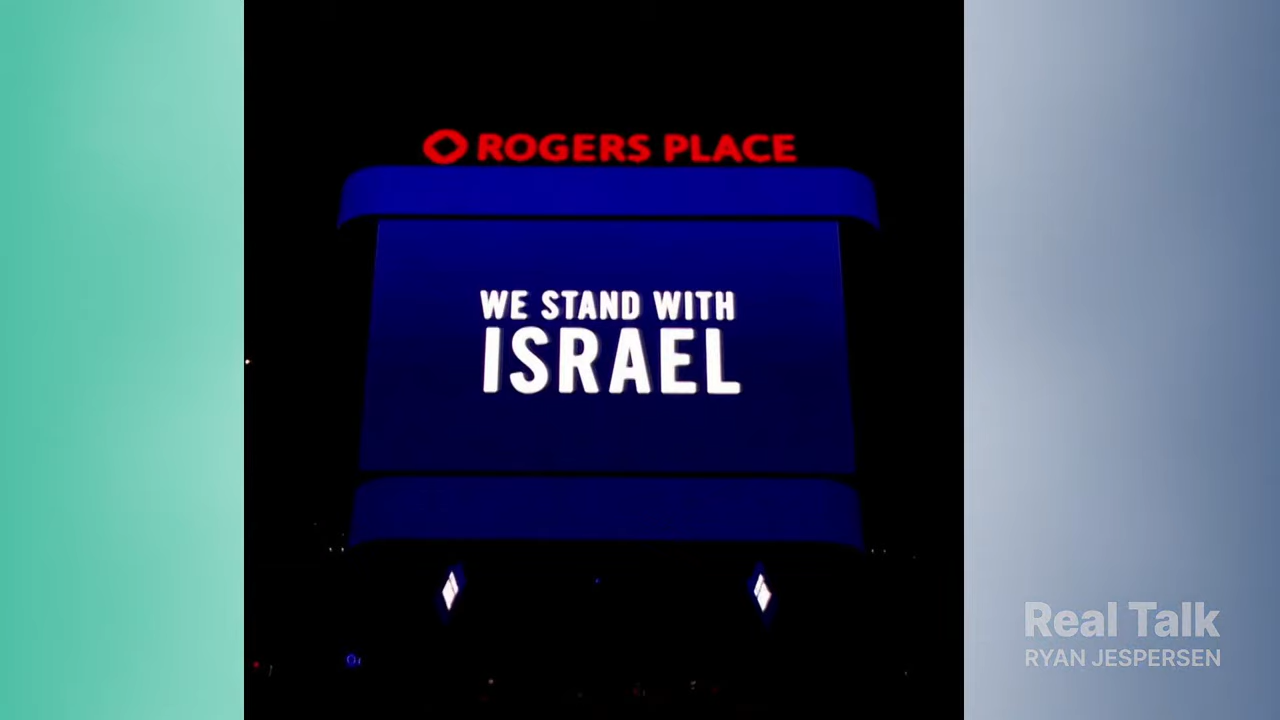 ROGERS PLACE
WE STAND WITH
ISRAEL
Real Talk
RYAN JESPERSEN